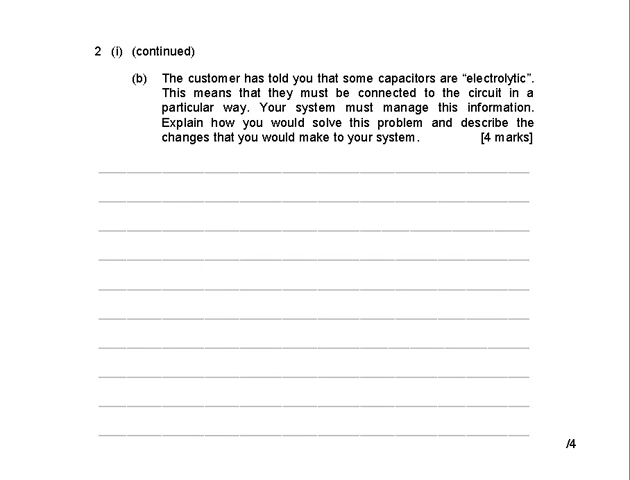 2 (i) (continued)
(b) The customer has told you that some capacitors are “electrolytic”.
This means that they must be connected to the circuit in a
particular way. Your system must manage this information.
Explain how you would solve this problem and describe the
changes that you would make to your system. [4 marks]
/4